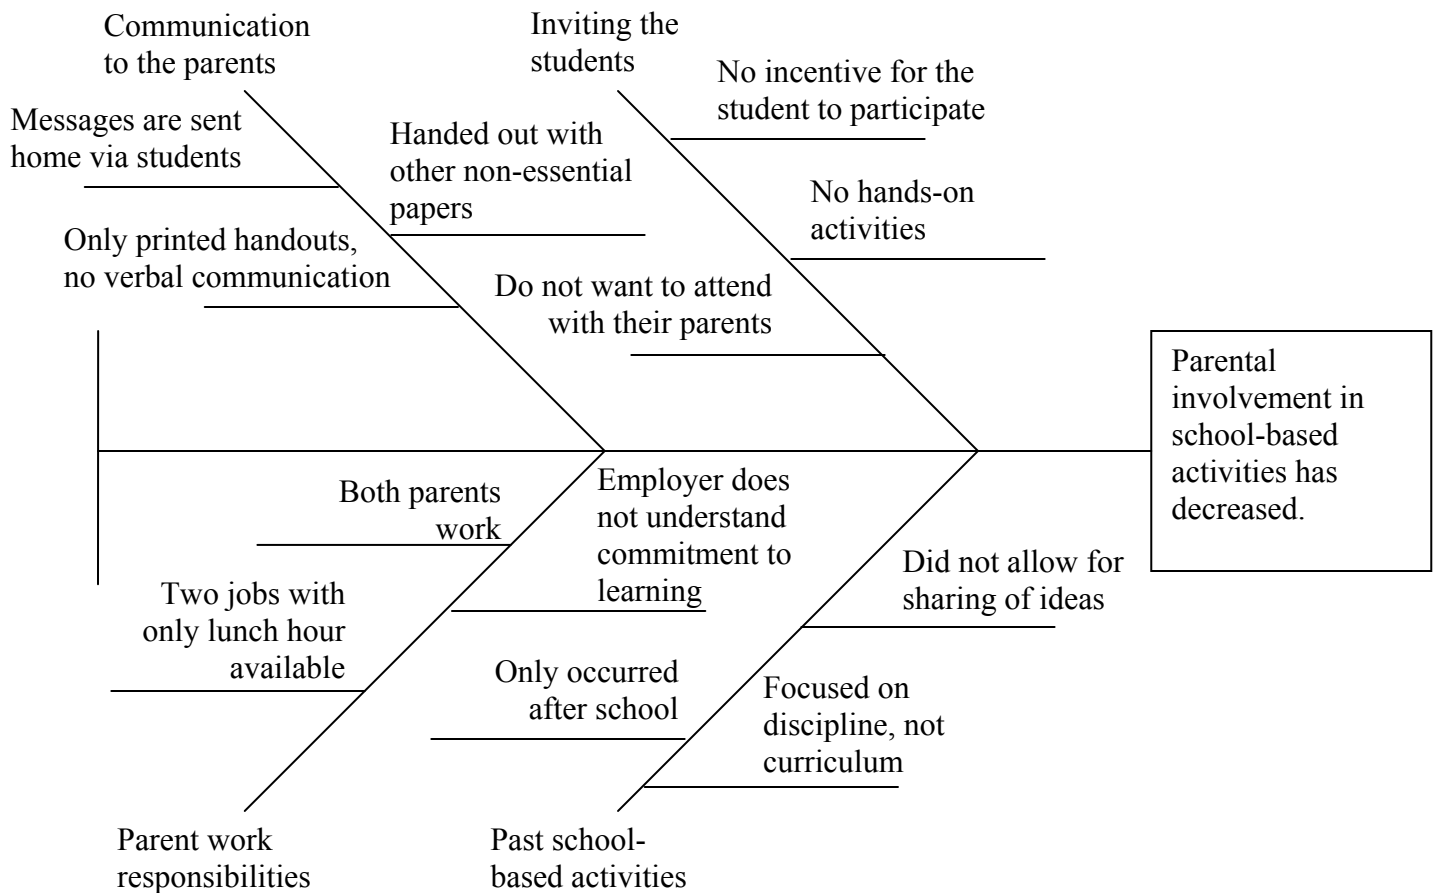 Communication
to the parents
Messages are sent
home via students
Handed out with
other non-essential
papers
Only printed handouts,
no verbal communication
Inviting the
students
No incentive for the
student to participate
No hands-on
activities
Do not want to attend
with their parents
Parental
involvement in
school-based
activities has
decreased.
Both parents
work
Employer does
not understand
commitment to
learning
Two jobs with
only lunch hour
available
Parent work
responsibilities
Did not allow for
sharing of ideas
Only occurred
after school
Focused on
discipline, not
curriculum
Past school-
based activities